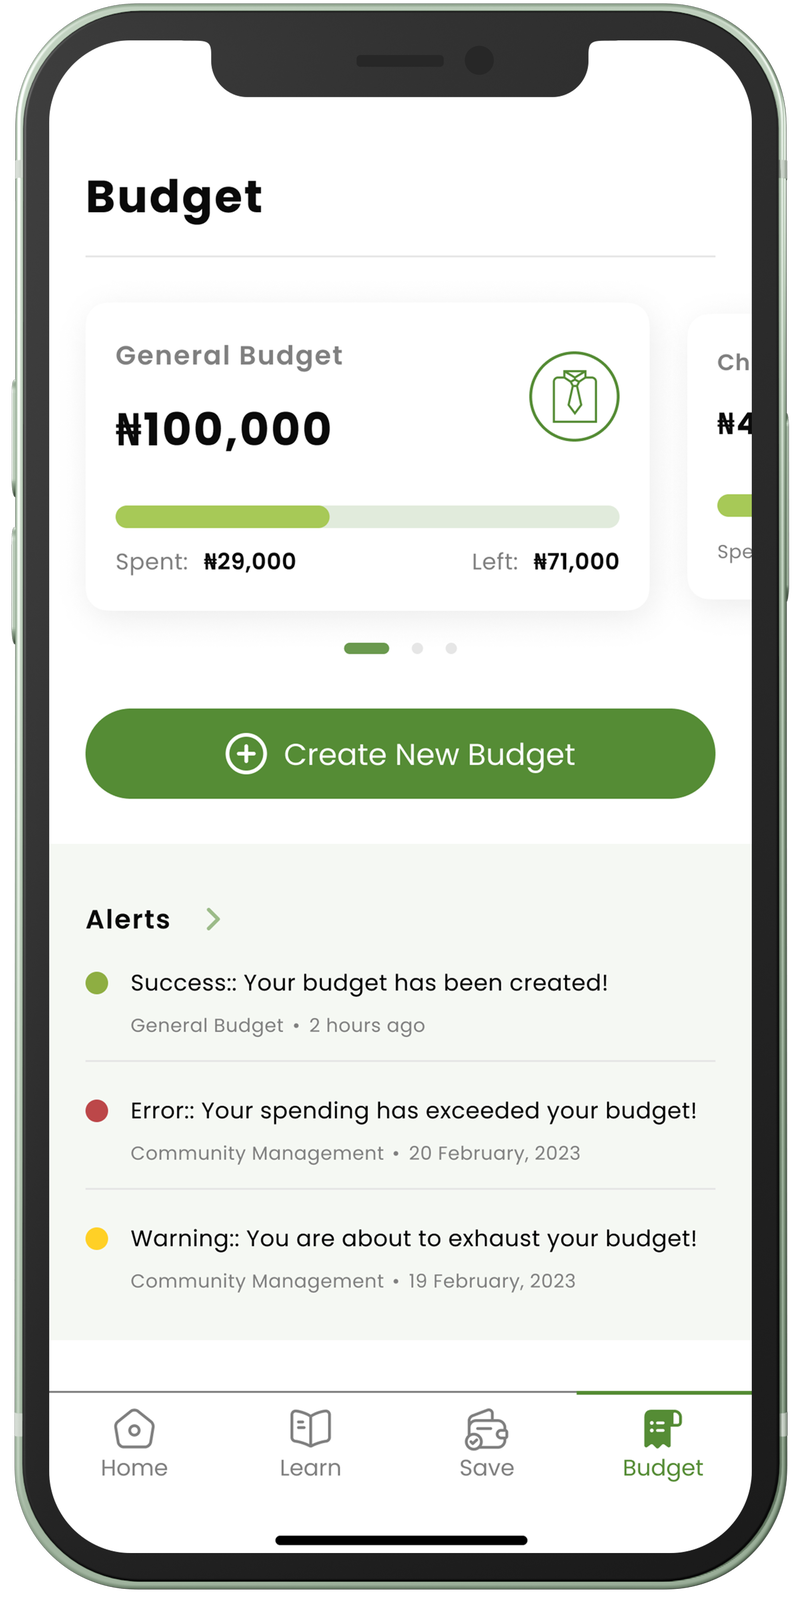 Budget
General Budget
₦100,000
Spent: ₦29,000
Left: ₦71,000
Ch
₦4
Spe
Create New Budget
Alerts
Success:: Your budget has been created!
General Budget • 2 hours ago
Error:: Your spending has exceeded your budget!
Community Management • 20 February, 2023
Warning:: You are about to exhaust your budget!
Community Management • 19 February, 2023
Home
Learn
Save
Budget